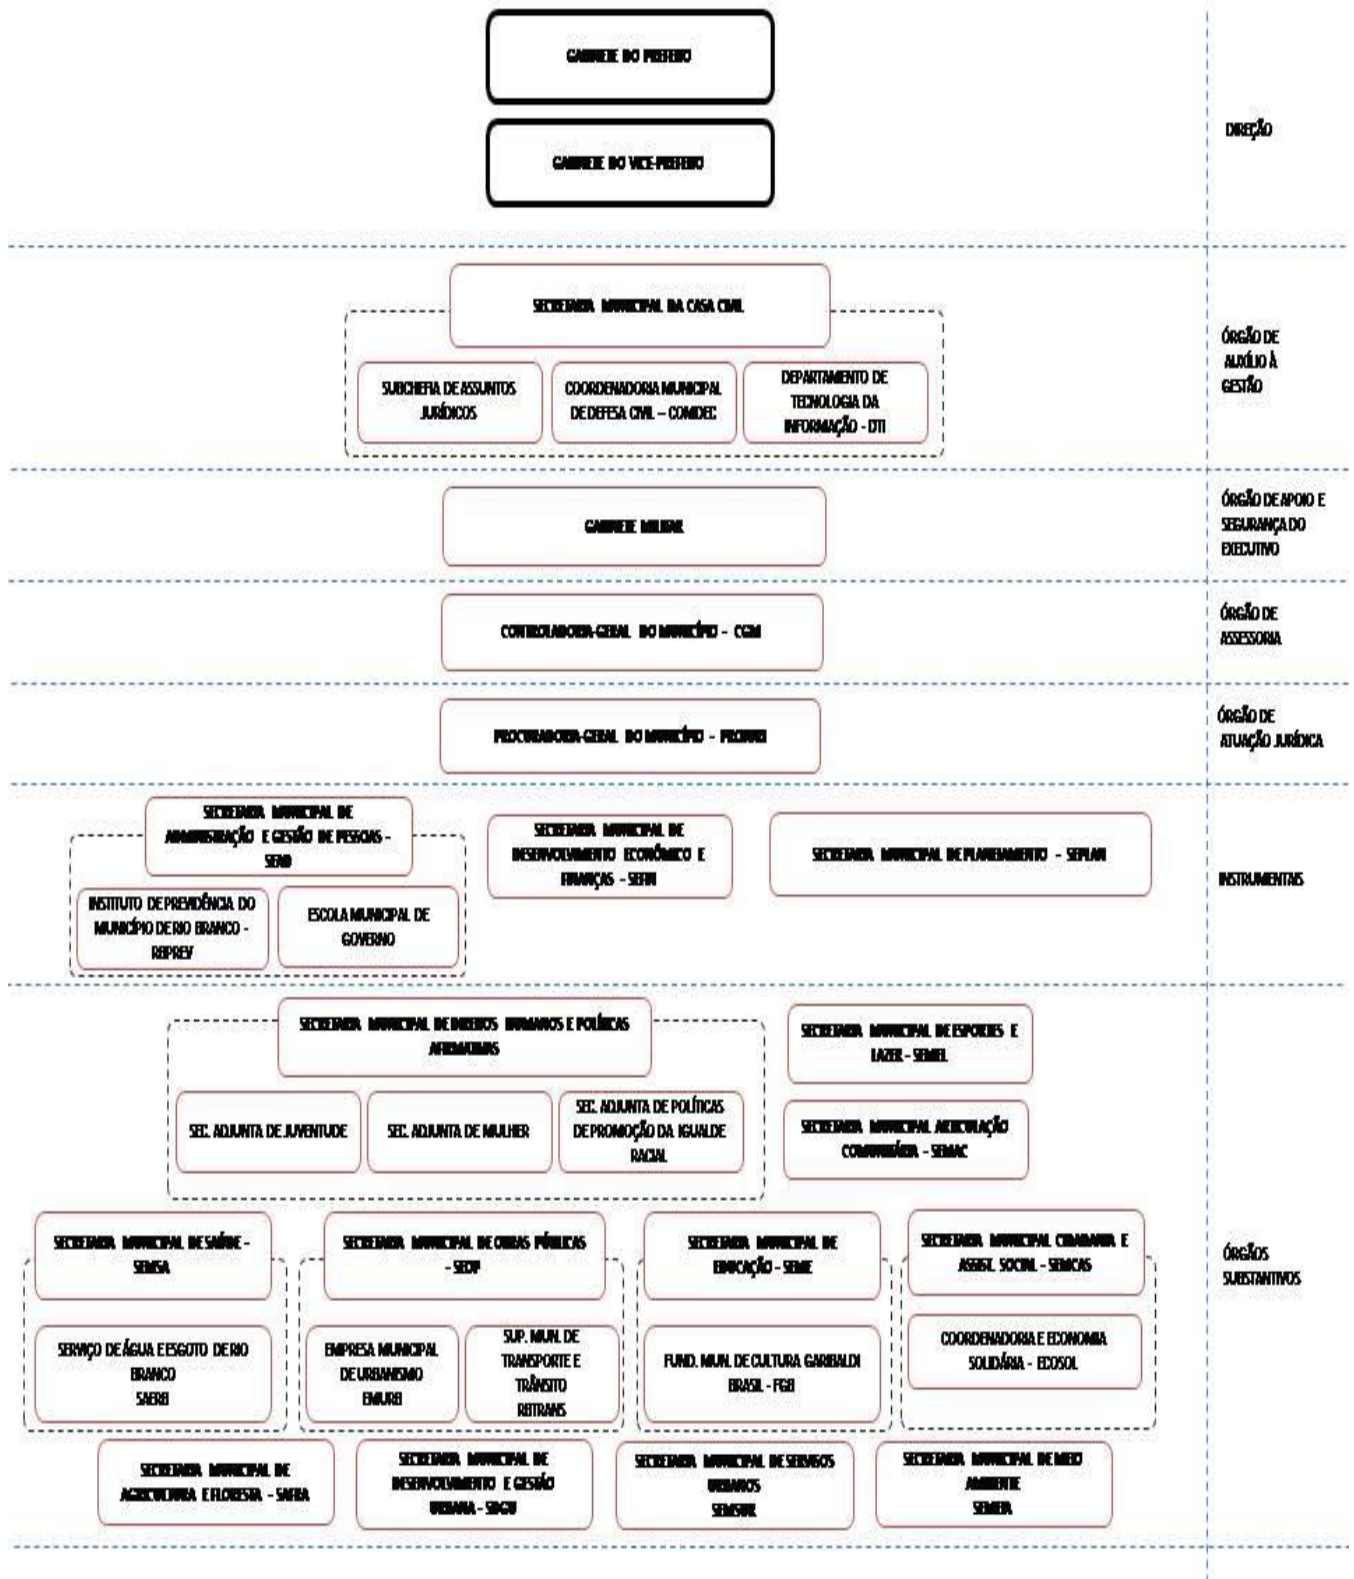 GABINETE DO PREFEITO
GABINETE DO VICE-PREFEITO
DIREÇÃO
SECRETARIA MUNICIPAL DA CASA CIVIL
SUBCHEFIA DE ASSUNTOS
JURÍDICOS
COORDENADORIA MUNICIPAL
DE DEFESA CIVIL – COMDEC
DEPARTAMENTO DE
TECNOLOGIA DA
INFORMAÇÃO - DTI
ÓRGÃO DE
AUXÍLIO À
GESTÃO
GABINETE MILITAR
ÓRGÃO DE APOIO E
SEGURANÇA DO
EXECUTIVO
CONTROLADORIA-GERAL DO MUNICÍPIO – CGM
ÓRGÃO DE
ASSESSORIA
PROCURADORIA-GERAL DO MUNICÍPIO – PROJURI
ÓRGÃO DE
ATUAÇÃO JURÍDICA
SECRETARIA MUNICIPAL DE
ADMINISTRAÇÃO E GESTÃO DE PESSOAS -
SEAD
INSTITUTO DE PREVIDÊNCIA DO
MUNICÍPIO DE RIO BRANCO -
RBPREV
ESCOLA MUNICIPAL DE
GOVERNO
SECRETARIA MUNICIPAL DE
DESENVOLVIMENTO ECONÔMICO E
FINANÇAS - SEFIN
SECRETARIA MUNICIPAL DE PLANEJAMENTO - SEPLAN
INSTRUMENTAIS
SECRETARIA MUNICIPAL DE DIREITOS HUMANOS E POLÍTICAS
AFIRMATIVAS
SEC. ADJUNTA DE JUVENTUDE
SEC. ADJUNTA DE MULHER
SEC. ADJUNTA DE POLÍTICAS
DE PROMOÇÃO DA IGUALDE
RACIAL
SECRETARIA MUNICIPAL DE ESPORTES E
LAZER - SEMEL
SECRETARIA MUNICIPAL ARTICULAÇÃO
COMUNITÁRIA - SEMAC
SECRETARIA MUNICIPAL DE SAÚDE -
SEMSA
SERVIÇO DE ÁGUA E ESGOTO DE RIO
BRANCO
SAERB
SECRETARIA MUNICIPAL DE OBRAS PÚBLICAS
- SEOP
EMPRESA MUNICIPAL
DE URBANISMO
EMURB
SUP. MUN. DE
TRANSPORTE E
TRÂNSITO
RBTRANS
SECRETARIA MUNICIPAL DE
EDUCAÇÃO - SEME
FUND. MUN. DE CULTURA GARIBALDI
BRASIL - FGB
SECRETARIA MUNICIPAL CIDADANIA E
ASSIST. SOCIAL - SEMCAS
COORDENADORIA E ECONOMIA
SOLIDÁRIA - ECOSOL
ÓRGÃOS
SUBSTANTIVOS
SECRETARIA MUNICIPAL DE
AGRICULTURA E FLORESTA - SAFRA
SECRETARIA MUNICIPAL DE
DESENVOLVIMENTO E GESTÃO
URBANA - SDGU
SECRETARIA MUNICIPAL DE SERVISOS
URBANOS
SEMSUR
SECRETARIA MUNICIPAL DE MEIO
AMBIENTE
SEMEIA